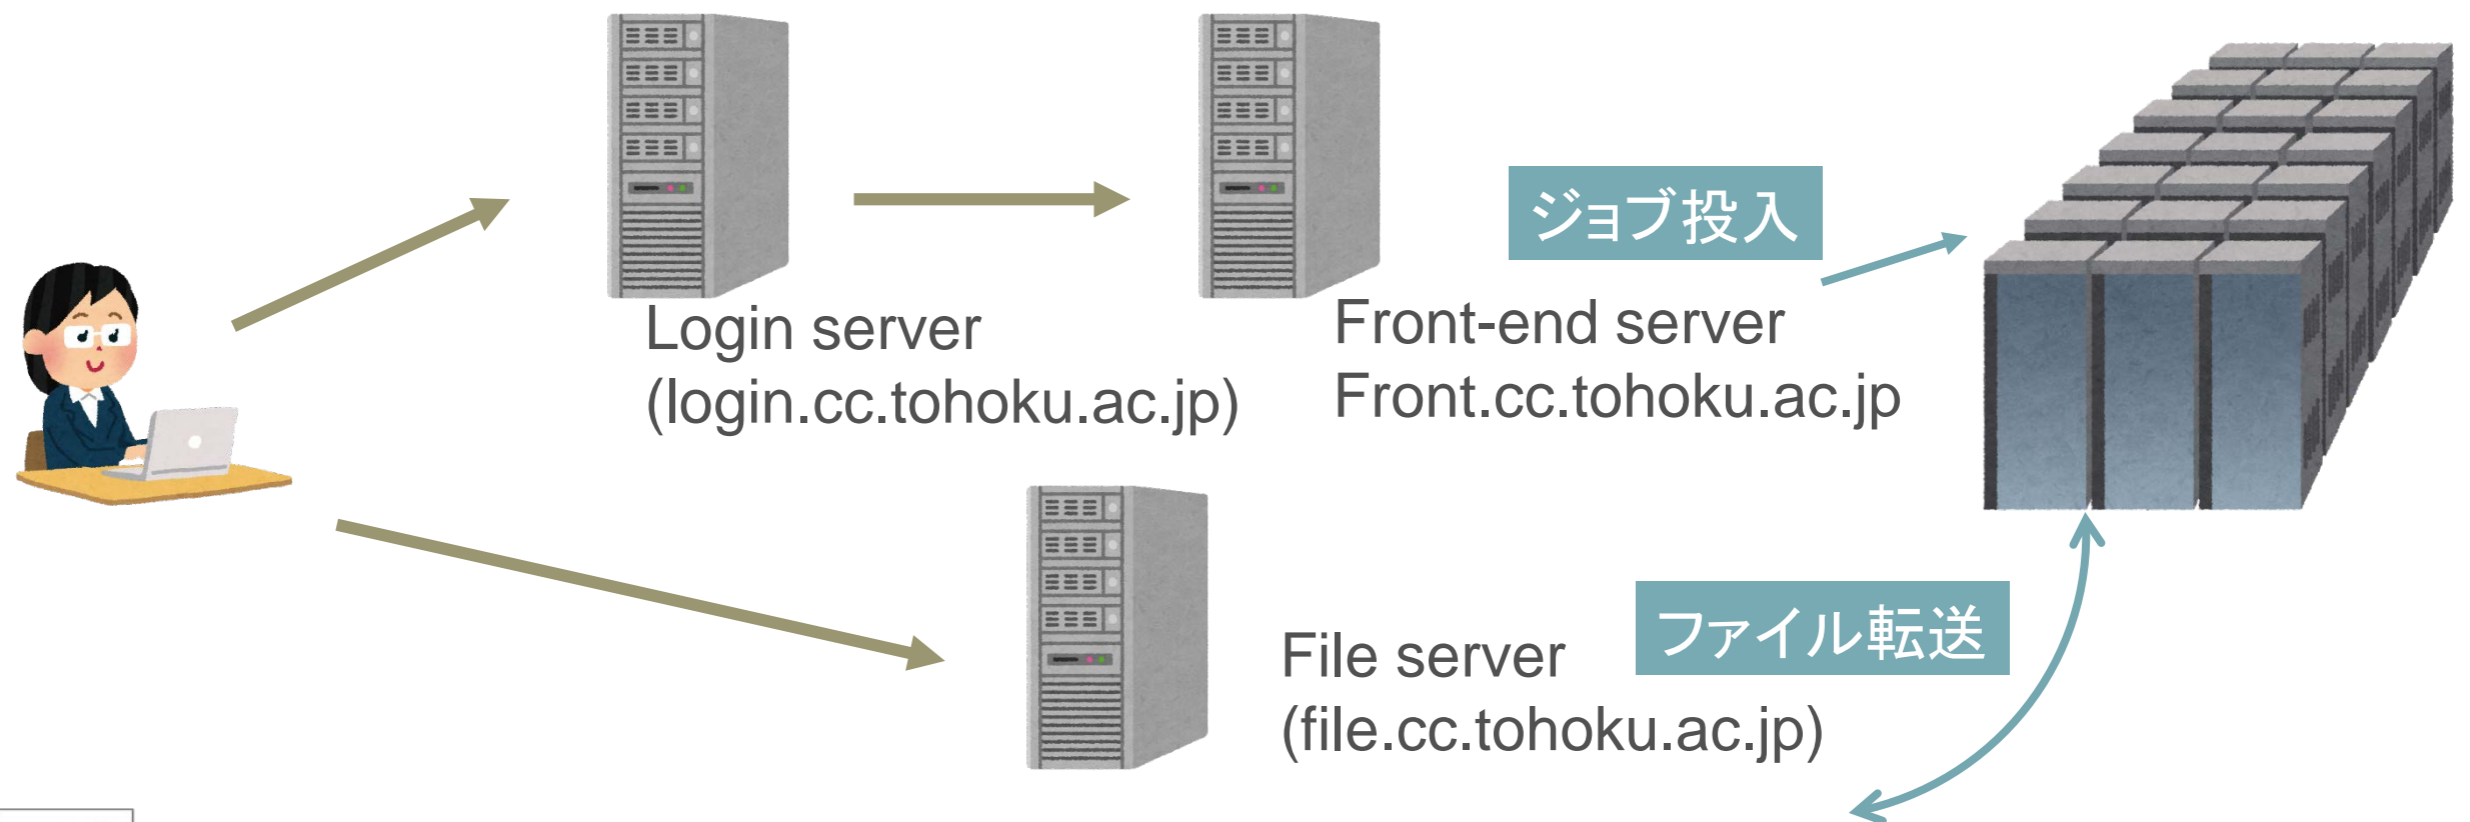 ジョブ投入
Login server
(login.cc.tohoku.ac.jp)
Front-end server
Front.cc.tohoku.ac.jp
ファイル転送
File server
(file.cc.tohoku.ac.jp)